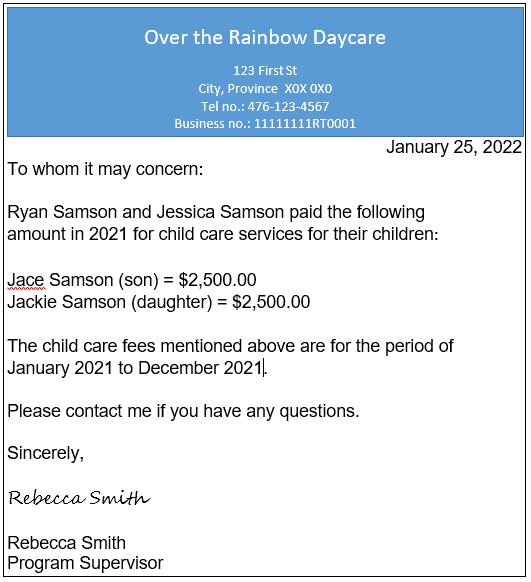 Over the Rainbow Daycare
123 First St
City, Province  X0X 0X0
Tel no.: 476-123-4567
Business no.: 11111111RT0001
January 25, 2022
To whom it may concern:
Ryan Samson and Jessica Samson paid the following
amount in 2021 for child care services for their children:
Jace Samson (son) = $2,500.00
Jackie Samson (daughter) = $2,500.00
The child care fees mentioned above are for the period of
January 2021 to December 2021.
Please contact me if you have any questions.
Sincerely,
Rebecca Smith
Rebecca Smith
Program Supervisor